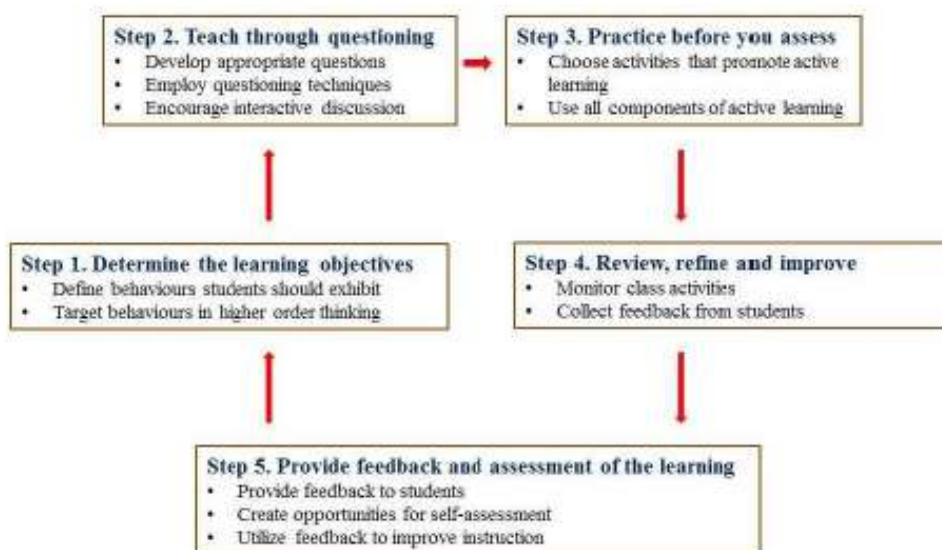 Step 2. Teach through questioning
• Develop appropriate questions
• Employ questioning techniques
• Encourage interactive discussion
Step 3. Practice before you assess
• Choose activities that promote active
learning
• Use all components of active learning
Step 1. Determine the learning objectives
• Define behaviours students should exhibit
• Target behaviours in higher order thinking
Step 4. Review, refine and improve
• Monitor class activities
• Collect feedback from students
Step 5. Provide feedback and assessment of the learning
• Provide feedback to students
• Create opportunities for self-assessment
• Utilize feedback to improve instruction